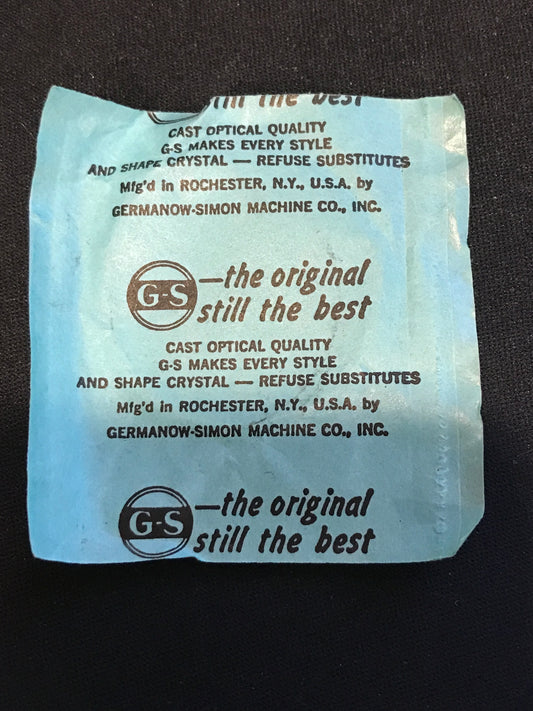 still the best
CAST OPTICAL QUALITY
G-S MAKES EVERY STYLE
AND SHAPE CRYSTAL — REFUSE SUBSTITUTES
Mfg'd in ROCHESTER, N.Y., U.S.A. by
GERMANOW-SIMON MACHINE CO., INC.
G-S —the original
still the best
CAST OPTICAL QUALITY
G-S MAKES EVERY STYLE
AND SHAPE CRYSTAL — REFUSE SUBSTITUTES
Mfg'd in ROCHESTER, N.Y., U.S.A. by
GERMANOW-SIMON MACHINE CO., INC.
G-S —the original
still the best